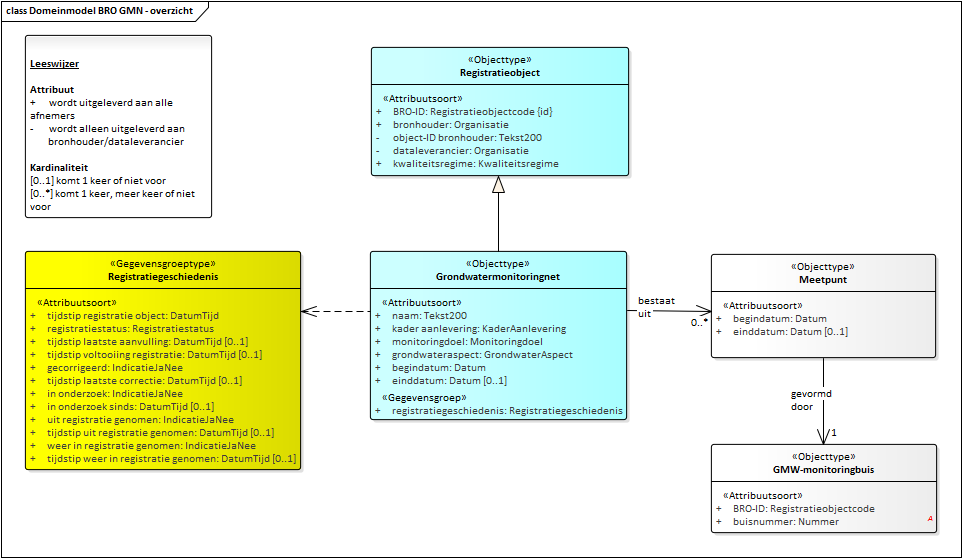 class Domeinmodel BRO GMN - overzicht
Leeswijzer
Attribuut
+ wordt uitgeleverd aan alle
afnemers
- wordt alleen uitgeleverd aan
bronhouder/dataleverancier
Kardinaliteit
[0..1] komt 1 keer of niet voor
[0..*] komt 1 keer, meer keer of niet
voor
«Objecttype»
Registratieobject
«Attribuutsoort»
+ BRO-ID: Registratieobjectcode {id}
+ bronhouder: Organisatie
- object-ID bronhouder: Tekst200
- dataleverancier: Organisatie
+ kwaliteitsregime: Kwaliteitsregime
«Gegevensgroeptype»
Registratiegeschiedenis
«Attribuutsoort»
+ tijdstip registratie object: DatumTijd
+ registratiestatus: Registratiestatus
+ tijdstip laatste aanvulling: DatumTijd [0..1]
+ tijdstip voltooiing registratie: DatumTijd [0..1]
+ gecorrigeerd: IndicatieJaNee
+ tijdstip laatste correctie: DatumTijd [0..1]
+ in onderzoek: IndicatieJaNee
+ in onderzoek sinds: DatumTijd [0..1]
+ uit registratie genomen: IndicatieJaNee
+ tijdstip uit registratie genomen: DatumTijd [0..1]
+ weer in registratie genomen: IndicatieJaNee
+ tijdstip weer in registratie genomen: DatumTijd [0..1]
«Objecttype»
Grondwatermonitoringnet
«Attribuutsoort»
+ naam: Tekst200
+ kader aanlevering: KaderAanlevering
+ monitoringdoel: Monitoringdoel
+ grondwateraspect: GrondwaterAspect
+ begindatum: Datum
+ einddatum: Datum [0..1]
«Gegevensgroep»
+ registratiegeschiedenis: Registratiegeschiedenis
bestaat
uit
0..*
«Objecttype»
Meetpunt
«Attribuutsoort»
+ begindatum: Datum
+ einddatum: Datum [0..1]
gevormd
door
1
«Objecttype»
GMW-monitoringbuis
«Attribuutsoort»
+ BRO-ID: Registratieobjectcode
+ buisnummer: Nummer
A